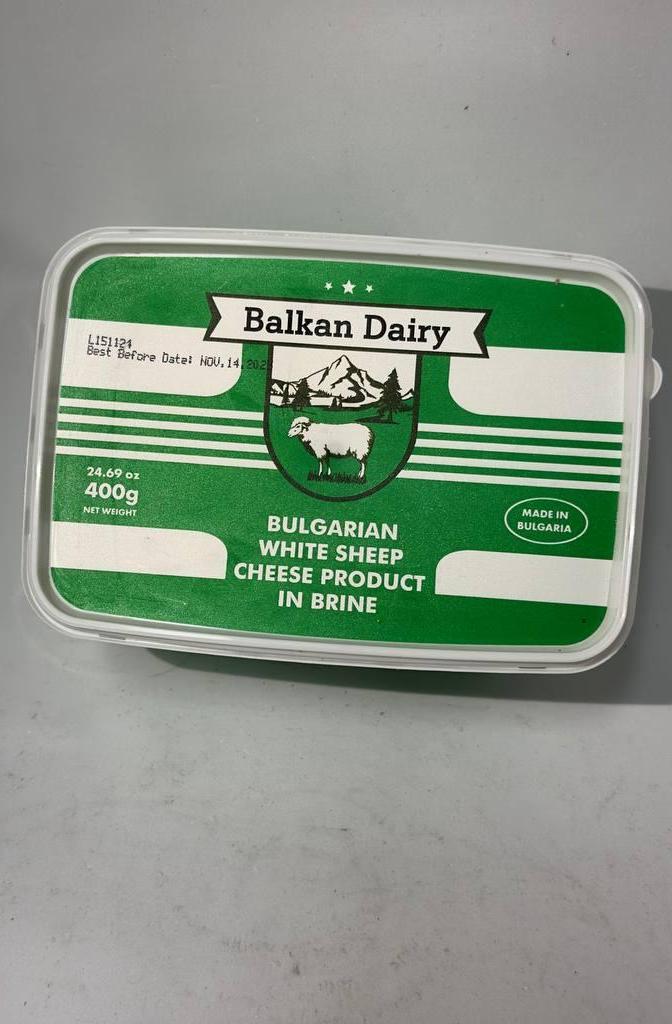 Balkan Dairy
L151124
Best Before Date: NOV.14.202
24.69 oz
400g
NET WEIGHT
MADE IN
BULGARIA
BULGARIAN
WHITE SHEEP
CHEESE PRODUCT
IN BRINE